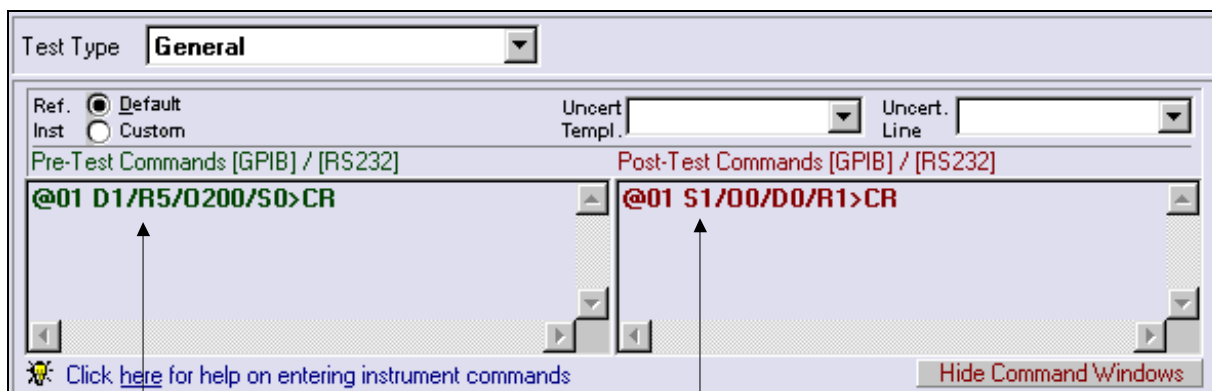 Test Type General
Ref. Default
Inst Custom
Uncert Templ.
Uncert. Line
Pre-Test Commands [GPIB] / [RS232]
Post-Test Commands [GPIB] / [RS232]
@01 D1/R5/O200/S0>CR
@01 S1/O0/D0/R1>CR
Click here for help on entering instrument commands
Hide Command Windows